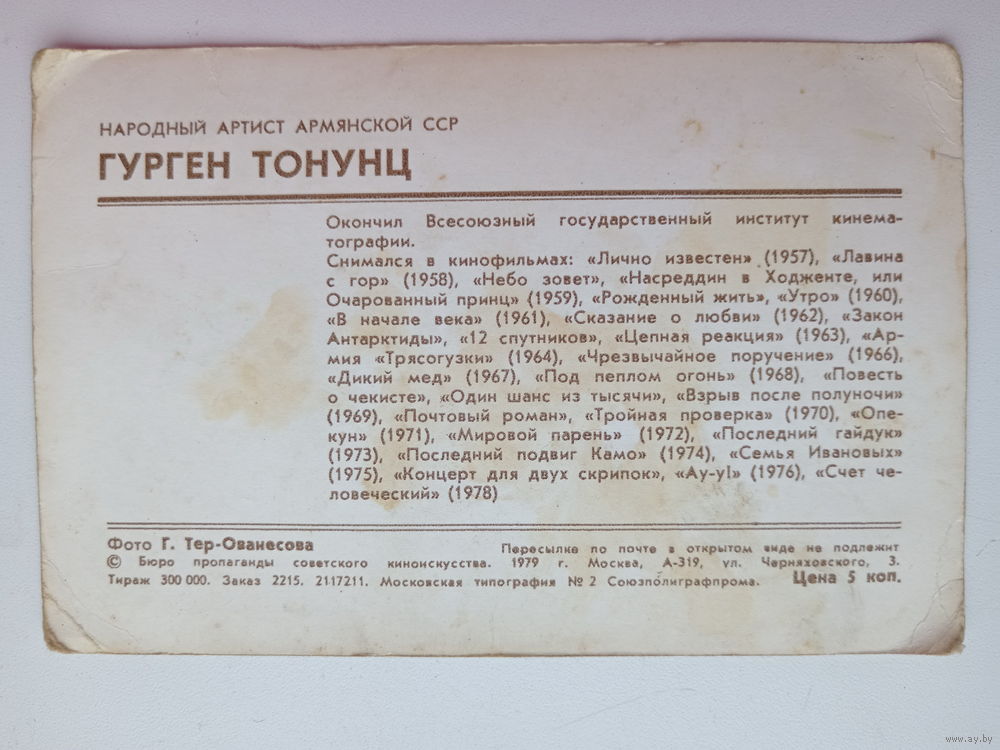 НАРОДНЫЙ АРТИСТ АРМЯНСКОЙ ССР
ГУРГЕН ТОНУНЦ
Окончил Всесоюзный государственный институт кинема-
тографии.
Снимался в кинофильмах: «Лично известен» (1957), «Лавина
с гор» (1958), «Небо зовет», «Насреддин в Ходженте, или
Очарованный принц» (1959), «Рожденный жить», «Утро» (1960),
«В начале века» (1961), «Сказание о любви» (1962), «Закон
Антарктиды», «12 спутников», «Цепная реакция» (1963), «Ар-
мия «Трясогузки» (1964), «Чрезвычайное поручение» (1966),
«Дикий мед» (1967), «Под пеплом огонь» (1968), «Повесть
о чекисте», «Один шанс из тысячи», «Взрыв после полуночи»
(1969), «Почтовый роман», «Тройная проверка» (1970), «Опе-
кун» (1971), «Мировой парень» (1972), «Последний гайдук»
(1973), «Последний подвиг Камо» (1974), «Семья Ивановых»
(1975), «Концерт для двух скрипок», «Ау-у!» (1976), «Счет че-
ловеческий» (1978)
Фото Г. Тер-Ованесова
Пересылке по почте в открытом виде не подлежит
© Бюро пропаганды советского киноискусства. 1979 г. Москва, А-319, ул. Черняховского, 3.
Тираж 300 000. Заказ 2215. 2117211. Московская типография № 2 Союзполиграфпрома. Цена 5 коп.
www.ay.by